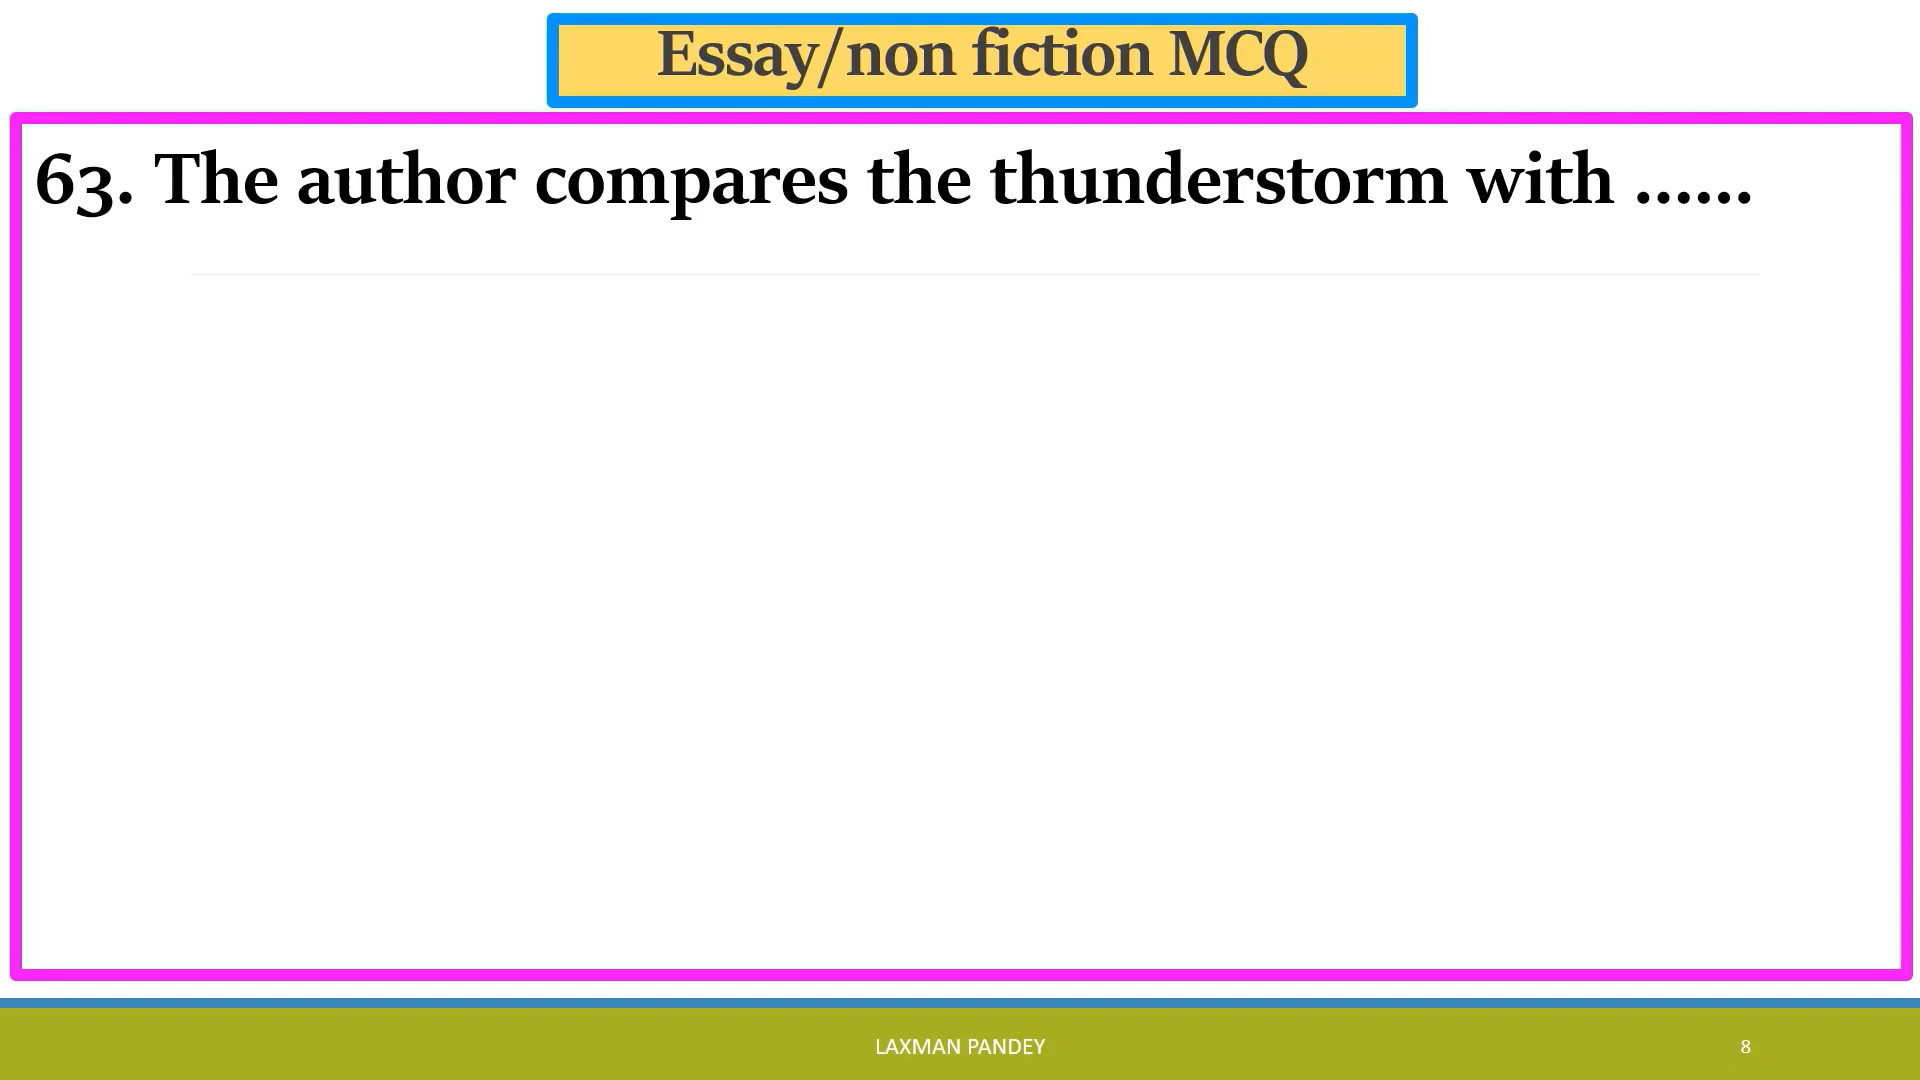 Essay/non fiction MCQ
63. The author compares the thunderstorm with ……
LAXMAN PANDEY
8